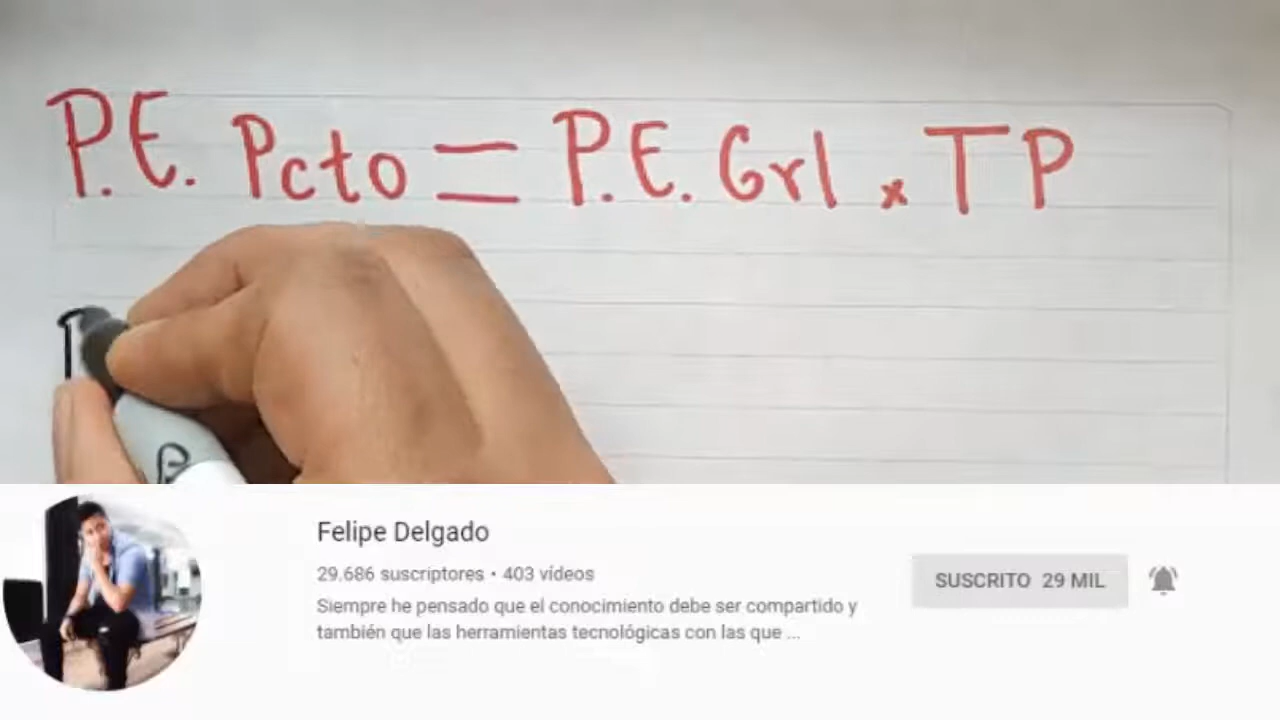 P.E. Pcto = P.E. Grl x TP
Felipe Delgado
29.686 suscriptores • 403 vídeos
Siempre he pensado que el conocimiento debe ser compartido y
también que las herramientas tecnológicas con las que ...
SUSCRITO 29 MIL